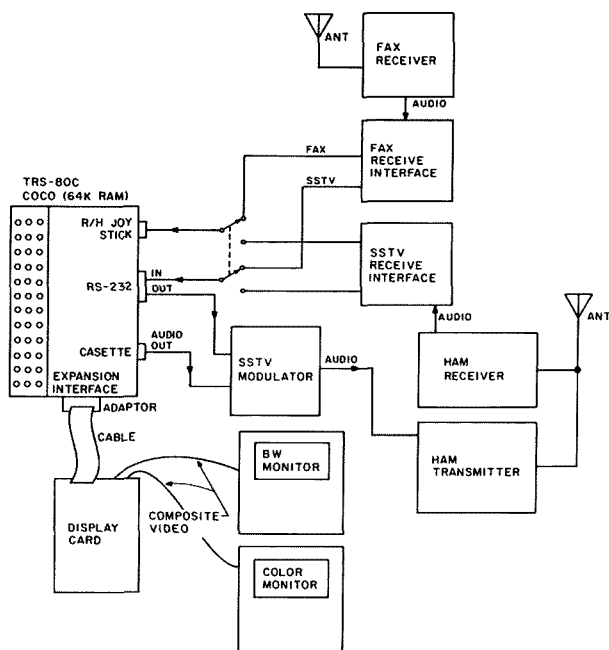 ANT
FAX
RECEIVER
AUDIO
FAX
FAX
RECEIVE
INTERFACE
SSTV
TRS-80C
COCO (64K RAM)
R/H JOY
STICK
SSTV
RECEIVE
INTERFACE
IN
RS-232
OUT
AUDIO
ANT
AUDIO
OUT
CASETTE
SSTV
MODULATOR
AUDIO
HAM
RECEIVER
EXPANSION
INTERFACE
ADAPTOR
CABLE
HAM
TRANSMITTER
BW
MONITOR
COMPOSITE
VIDEO
DISPLAY
CARD
COLOR
MONITOR